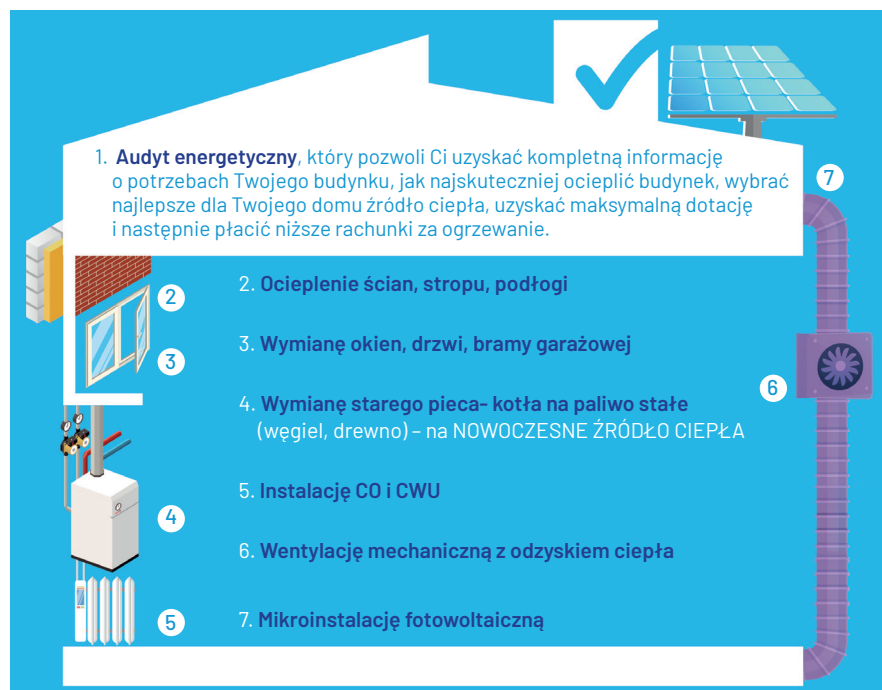 1. Audyt energetyczny, który pozwoli Ci uzyskać kompletną informację
o potrzebach Twojego budynku, jak najskuteczniej ocieplić budynek, wybrać
najlepsze dla Twojego domu źródło ciepła, uzyskać maksymalną dotację
i następnie płacić niższe rachunki za ogrzewanie.
7
2
2. Ocieplenie ścian, stropu, podłogi
3
3. Wymianę okien, drzwi, bramy garażowej
6
4. Wymianę starego pieca- kotła na paliwo stałe
(węgiel, drewno) – na NOWOCZESNE ŹRÓDŁO CIEPŁA
4
5. Instalację CO i CWU
6. Wentylację mechaniczną z odzyskiem ciepła
5
7. Mikroinstalację fotowoltaiczną